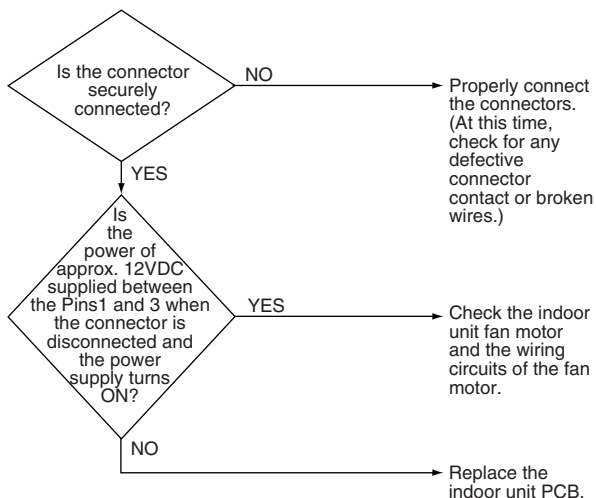 Is the connector
securely
connected?
NO
Properly connect
the connectors.
(At this time,
check for any
defective
connector
contact or broken
wires.)
YES
Is
the
power of
approx. 12VDC
supplied between
the Pins1 and 3 when
the connector is
disconnected and
the power
supply turns
ON?
YES
Check the indoor
unit fan motor
and the wiring
circuits of the fan
motor.
NO
Replace the
indoor unit PCB.